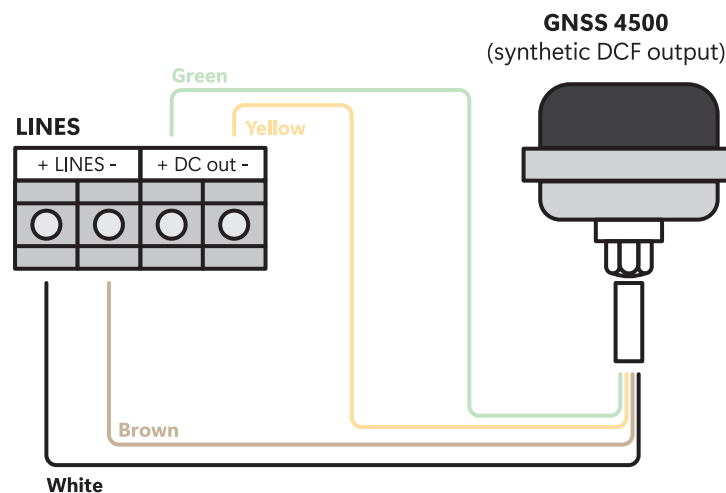 GNSS 4500
(synthetic DCF output)
Green
Yellow
LINES
+ LINES -
+ DC out -
Brown
White